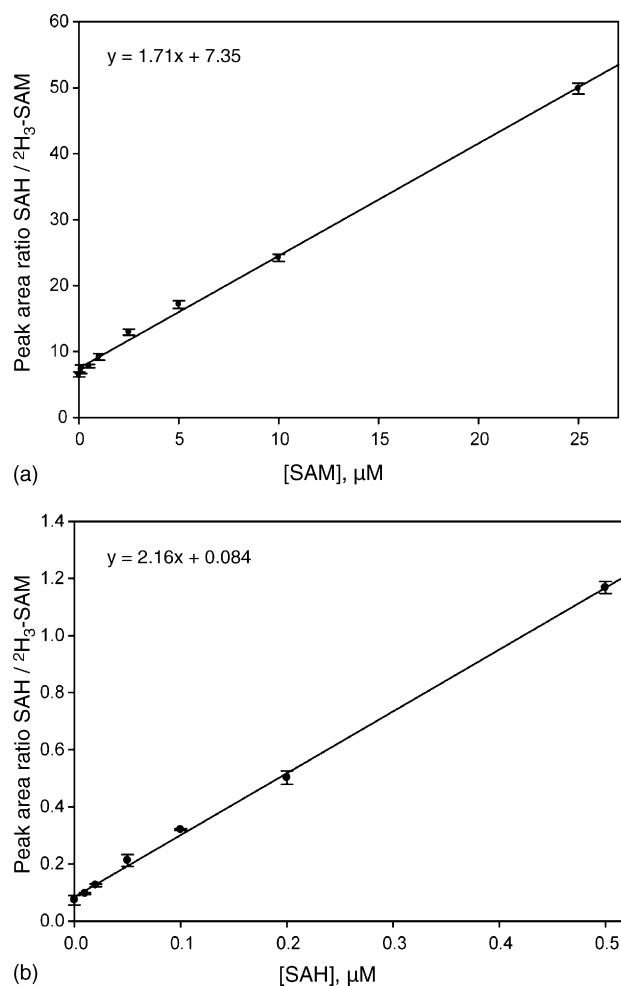 60
y = 1.71x + 7.35
50
40
30
20
10
0
Peak area ratio SAH / ²H₃-SAM
0 5 10 15 20 25
(a) [SAM], μM
1.4
y = 2.16x + 0.084
1.2
1.0
0.8
0.6
0.4
0.2
0.0
Peak area ratio SAH / ²H₃-SAM
0.0 0.1 0.2 0.3 0.4 0.5
(b) [SAH], μM